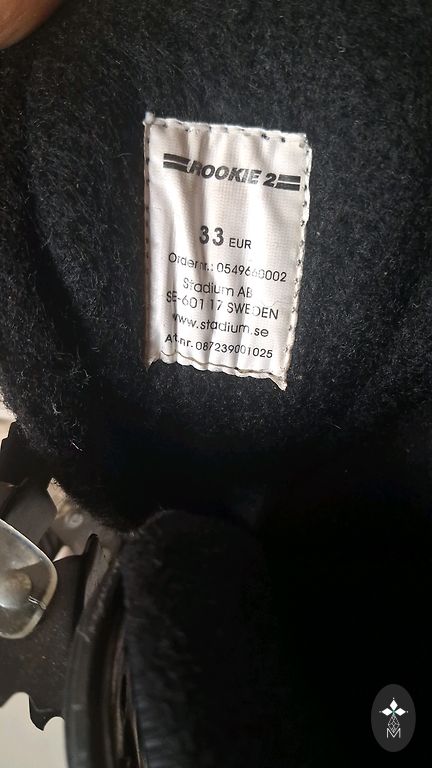 ROOKIE 2
33 EUR
Order nr.: 0549660002
Stadium AB
SE-601 17 SWEDEN
www.stadium.se
Art.nr. 087239001025
M